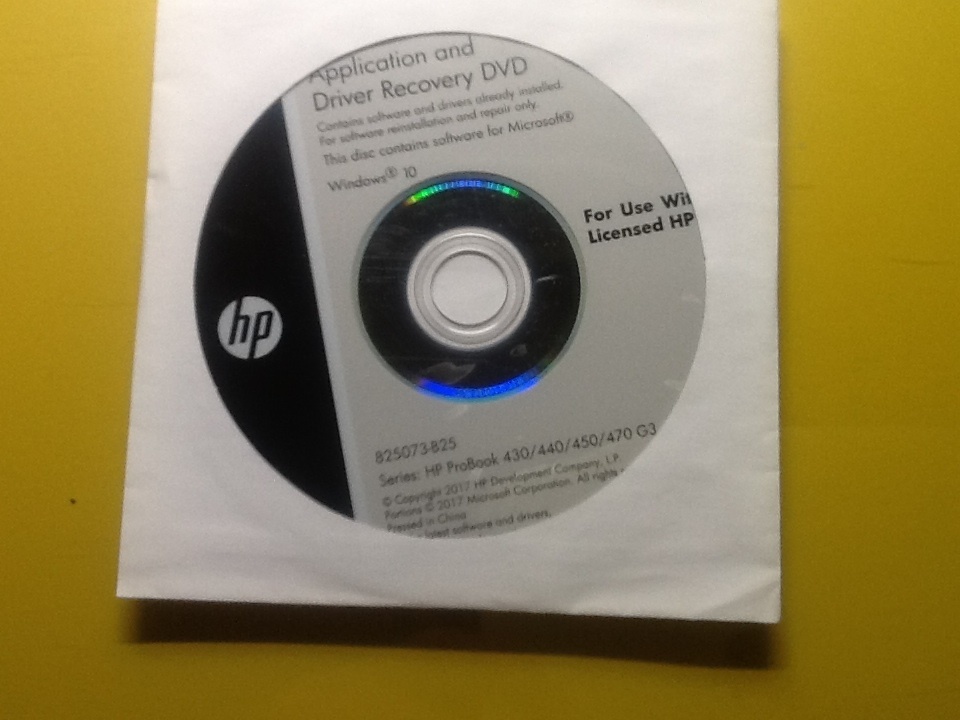 Application and
Driver Recovery DVD
Contains software and drivers already installed.
For software reinstallation and repair only.
This disc contains software for Microsoft®
Windows® 10
For Use Wit
Licensed HP
hp
825073-B25
Series: HP ProBook 430/440/450/470 G3
© Copyright 2017 HP Development Company, L.P.
Portions © 2017 Microsoft Corporation. All rights
Pressed in China
latest software and drivers,